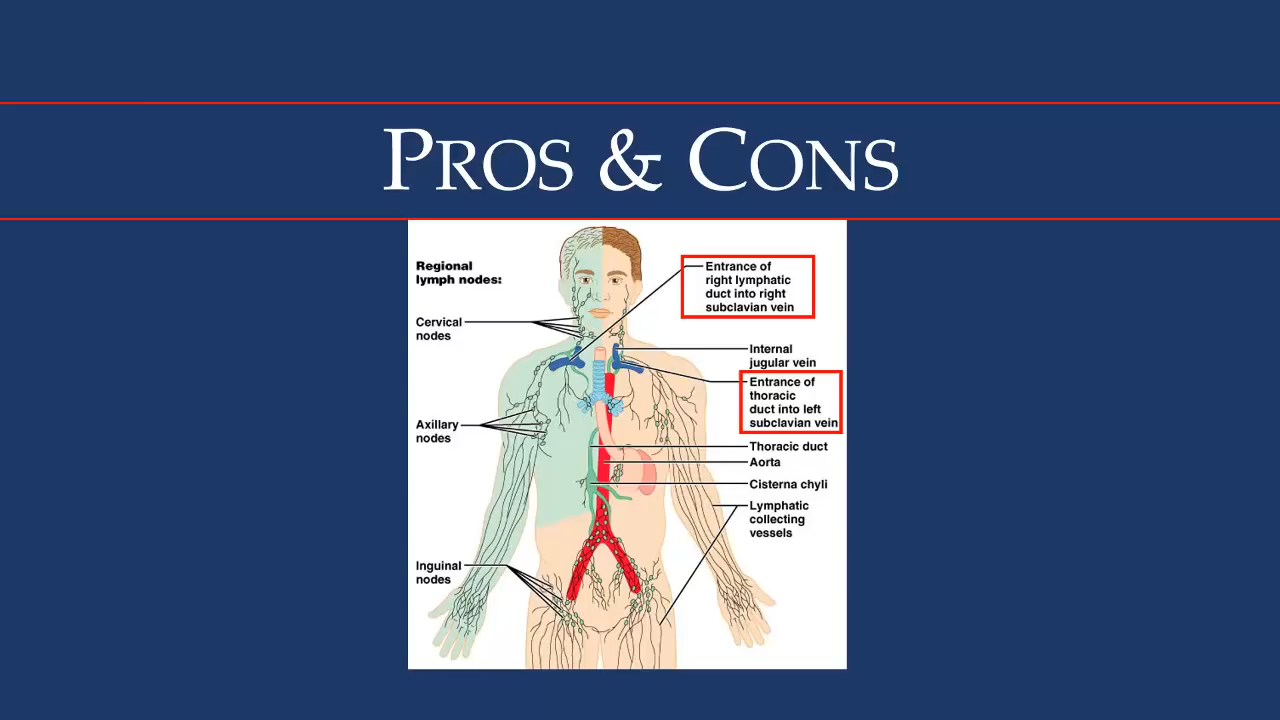 PROS & CONS
Regional
lymph nodes:
Cervical
nodes
Axillary
nodes
Inguinal
nodes
Entrance of
right lymphatic
duct into right
subclavian vein
Internal
jugular vein
Entrance of
thoracic
duct into left
subclavian vein
Thoracic duct
Aorta
Cisterna chyli
Lymphatic
collecting
vessels